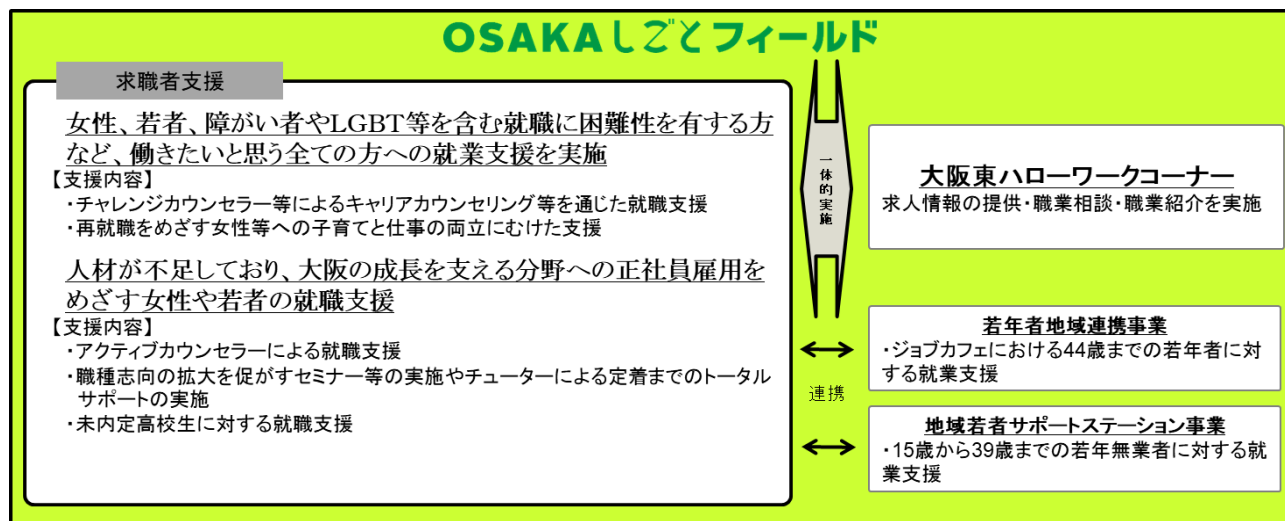 OSAKAしごとフィールド
求職者支援
女性、若者、障がい者やLGBT等を含む就職に困難性を有する方
など、働きたいと思う全ての方への就業支援を実施
【支援内容】
・チャレンジカウンセラー等によるキャリアカウンセリング等を通じた就職支援
・再就職をめざす女性等への子育てと仕事の両立にむけた支援
人材が不足しており、大阪の成長を支える分野への正社員雇用を
めざす女性や若者の就職支援
【支援内容】
・アクティブカウンセラーによる就職支援
・職種志向の拡大を促がすセミナー等の実施やチューターによる定着までのトータル
サポートの実施
・未内定高校生に対する就職支援
一体的実施
大阪東ハローワークコーナー
求人情報の提供・職業相談・職業紹介を実施
連携
若年者地域連携事業
・ジョブカフェにおける44歳までの若年者に対
する就業支援
地域若者サポートステーション事業
・15歳から39歳までの若年無業者に対する就
業支援